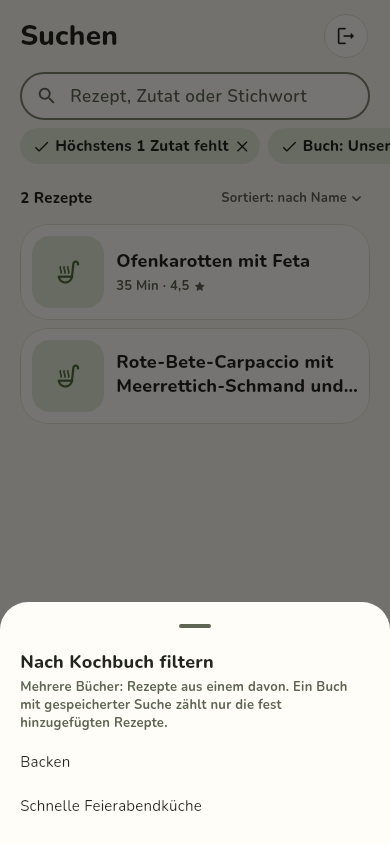 Suchen
Rezept, Zutat oder Stichwort
Höchstens 1 Zutat fehlt
Buch: Unser
2 Rezepte
Sortiert: nach Name
Ofenkarotten mit Feta
35 Min · 4,5
Rote-Bete-Carpaccio mit
Meerrettich-Schmand und…
Nach Kochbuch filtern
Mehrere Bücher: Rezepte aus einem davon. Ein Buch
mit gespeicherter Suche zählt nur die fest
hinzugefügten Rezepte.
Backen
Schnelle Feierabendküche